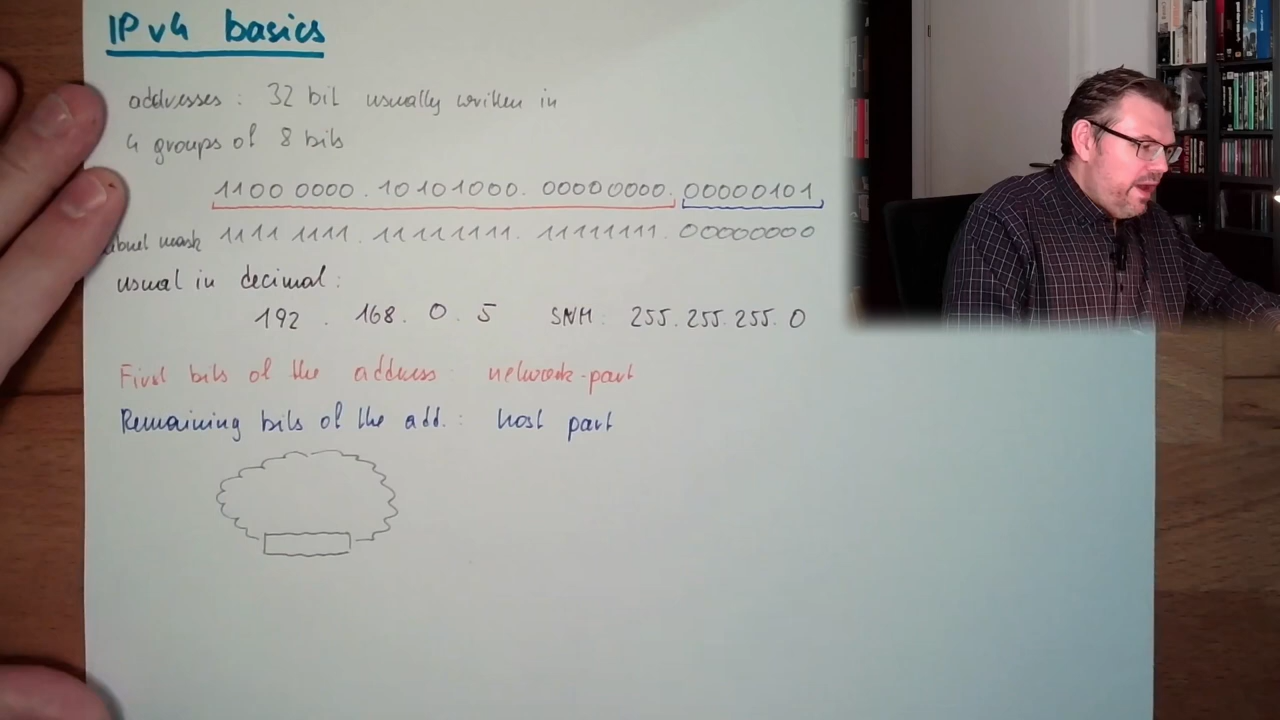 IPv4 basics
addresses: 32 bit usually written in
4 groups of 8 bits
1100 0000.10101000.00000000.00000101
mask 1111 1111.11111111.11111111.00000000
usual in decimal:
192.168.0.5 SNM: 255.255.255.0
First bits of the address: network-part
Remaining bits of the add.: host part